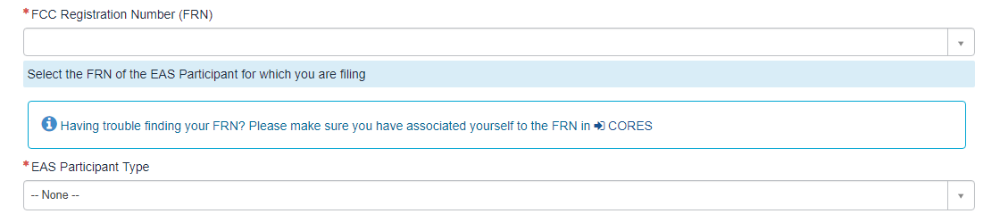 *FCC Registration Number (FRN)
Select the FRN of the EAS Participant for which you are filing
Having trouble finding your FRN? Please make sure you have associated yourself to the FRN in CORES
*EAS Participant Type
-- None --